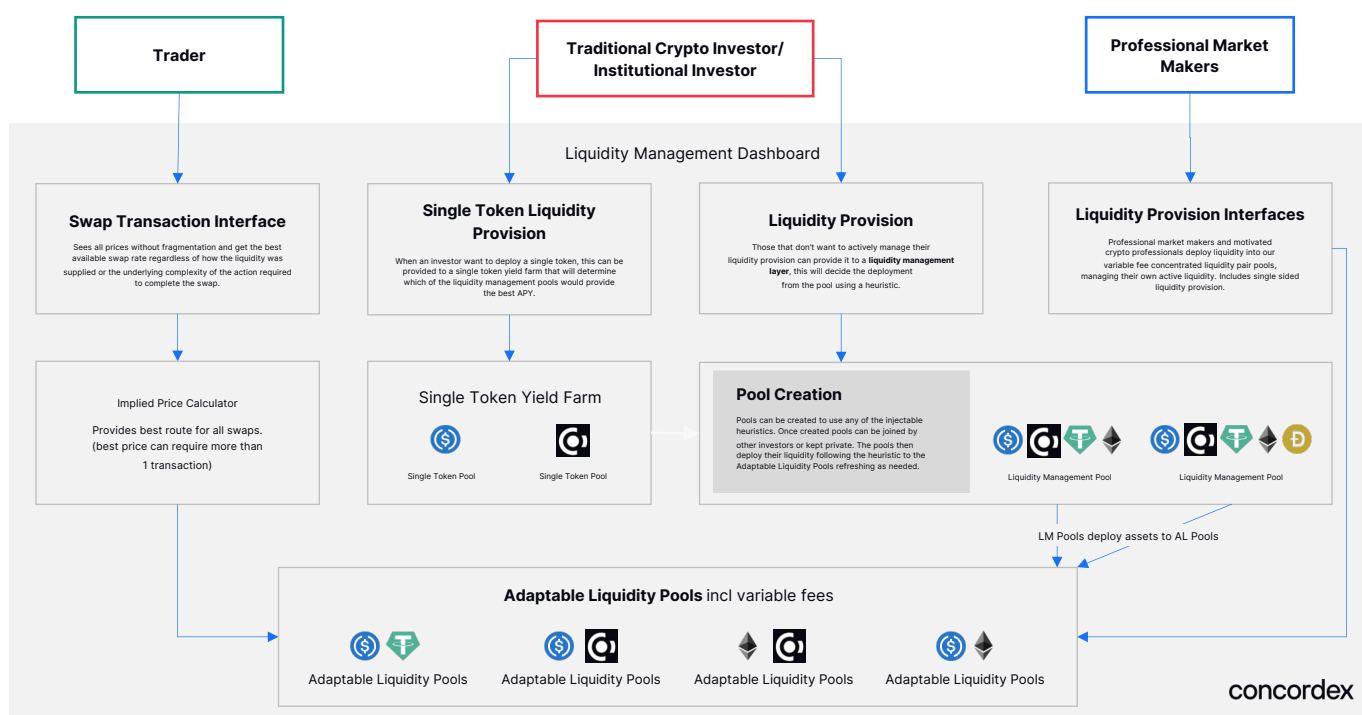 Trader
Traditional Crypto Investor/
Institutional Investor
Professional Market
Makers
Liquidity Management Dashboard
Swap Transaction Interface
Sees all prices without fragmentation and get the best
available swap rate regardless of how the liquidity was
supplied or the underlying complexity of the action required
to complete the swap.
Single Token Liquidity
Provision
When an investor want to deploy a single token, this can be
provided to a single token yield farm that will determine
which of the liquidity management pools would provide
the best APY.
Liquidity Provision
Those that don't want to actively manage their
liquidity provision can provide it to a liquidity management
layer, this will decide the deployment
from the pool using a heuristic.
Liquidity Provision Interfaces
Professional market makers and motivated
crypto professionals deploy liquidity into our
variable fee concentrated liquidity pair pools,
managing their own active liquidity. Includes single sided
liquidity provision.
Implied Price Calculator
Provides best route for all swaps.
(best price can require more than
1 transaction)
Single Token Yield Farm
Single Token Pool
Single Token Pool
Pool Creation
Pools can be created to use any of the injectable
heuristics. Once created pools can be joined by
other investors or kept private. The pools then
deploy their liquidity following the heuristic to the
Adaptable Liquidity Pools refreshing as needed.
Liquidity Management Pool
Liquidity Management Pool
LM Pools deploy assets to AL Pools
Adaptable Liquidity Pools incl variable fees
Adaptable Liquidity Pools
Adaptable Liquidity Pools
Adaptable Liquidity Pools
Adaptable Liquidity Pools
concordex